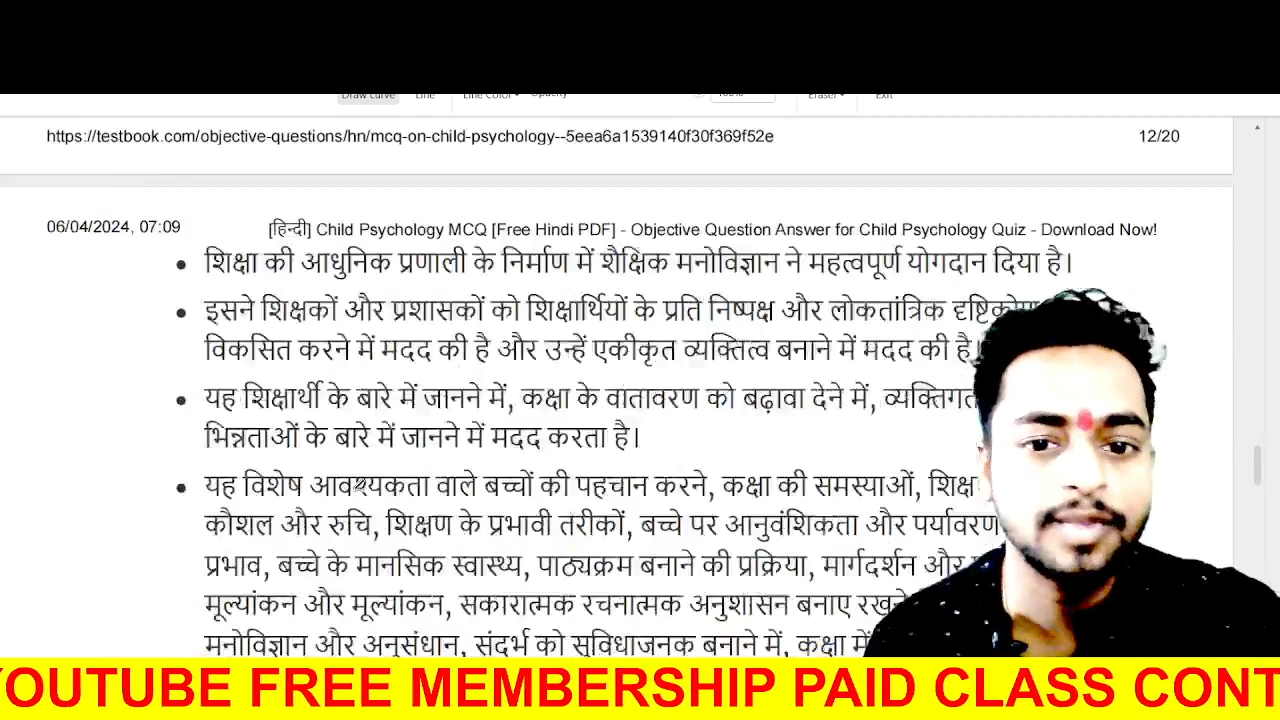 Draw curve Line Line Color Opacity 100% Eraser Exit
https://testbook.com/objective-questions/hn/mcq-on-child-psychology--5eea6a1539140f30f369f52e 12/20
06/04/2024, 07:09 [हिन्दी] Child Psychology MCQ [Free Hindi PDF] - Objective Question Answer for Child Psychology Quiz - Download Now!
• शिक्षा की आधुनिक प्रणाली के निर्माण में शैक्षिक मनोविज्ञान ने महत्वपूर्ण योगदान दिया है।
• इसने शिक्षकों और प्रशासकों को शिक्षार्थियों के प्रति निष्पक्ष और लोकतांत्रिक
विकसित करने में मदद की है और उन्हें एकीकृत व्यक्तित्व बनाने में मदद की है।
• यह शिक्षार्थी के बारे में जानने में, कक्षा के वातावरण को बढ़ावा देने में, व्यक्तिगत
भिन्नताओं के बारे में जानने में मदद करता है।
• यह विशेष आवश्यकता वाले बच्चों की पहचान करने, कक्षा की समस्याओं,
कौशल और रुचि, शिक्षण के प्रभावी तरीकों, बच्चे पर आनुवंशिकता और पर्यावरण
प्रभाव, बच्चे के मानसिक स्वास्थ्य, पाठ्यक्रम बनाने की प्रक्रिया, मार्गदर्शन और
मूल्यांकन और मूल्यांकन, सकारात्मक रचनात्मक अनुशासन बनाए
मनोविज्ञान और अनुसंधान, संदर्भ को सुविधाजनक बनाने में, कक्षा में
OUTUBE FREE MEMBERSHIP PAID CLASS CONT